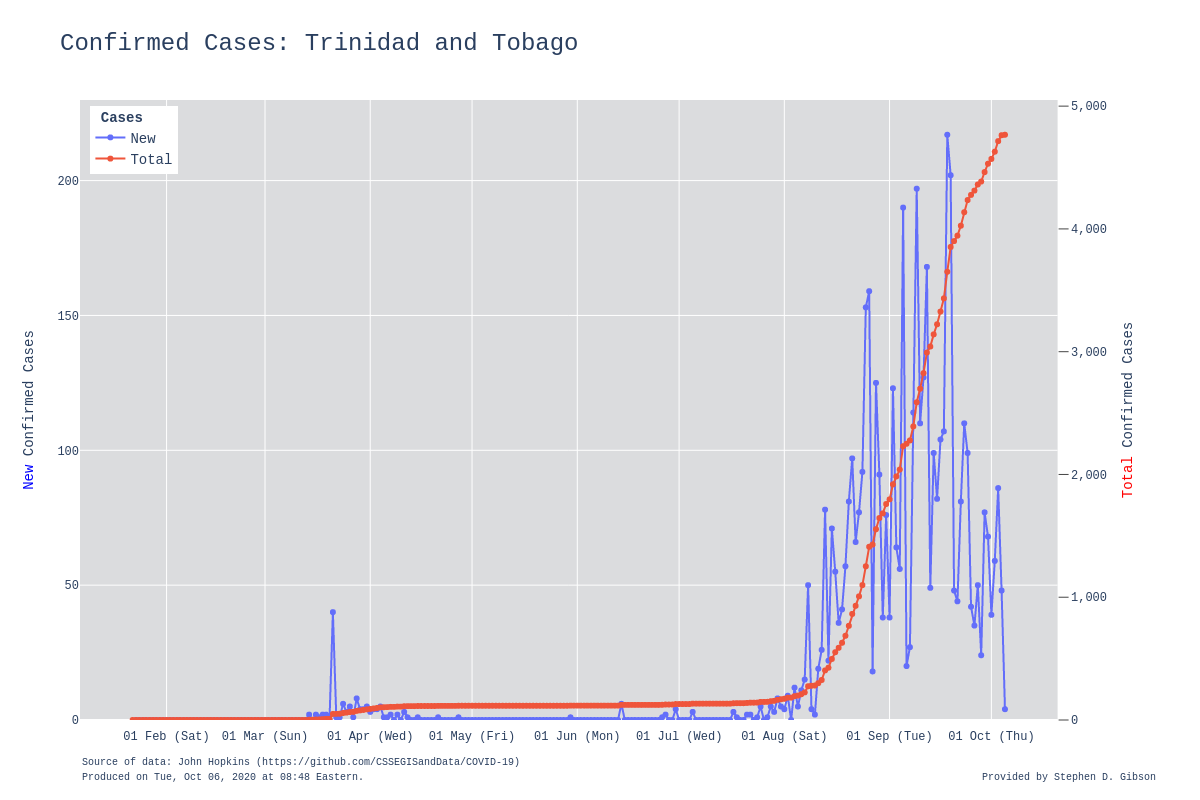 Confirmed Cases: Trinidad and Tobago
Cases
New
Total
200
150
100
50
0
New Confirmed Cases
5,000
4,000
3,000
2,000
1,000
0
Total Confirmed Cases
01 Feb (Sat) 01 Mar (Sun) 01 Apr (Wed) 01 May (Fri) 01 Jun (Mon) 01 Jul (Wed) 01 Aug (Sat) 01 Sep (Tue) 01 Oct (Thu)
Source of data: John Hopkins (https://github.com/CSSEGISandData/COVID-19)
Produced on Tue, Oct 06, 2020 at 08:48 Eastern.
Provided by Stephen D. Gibson